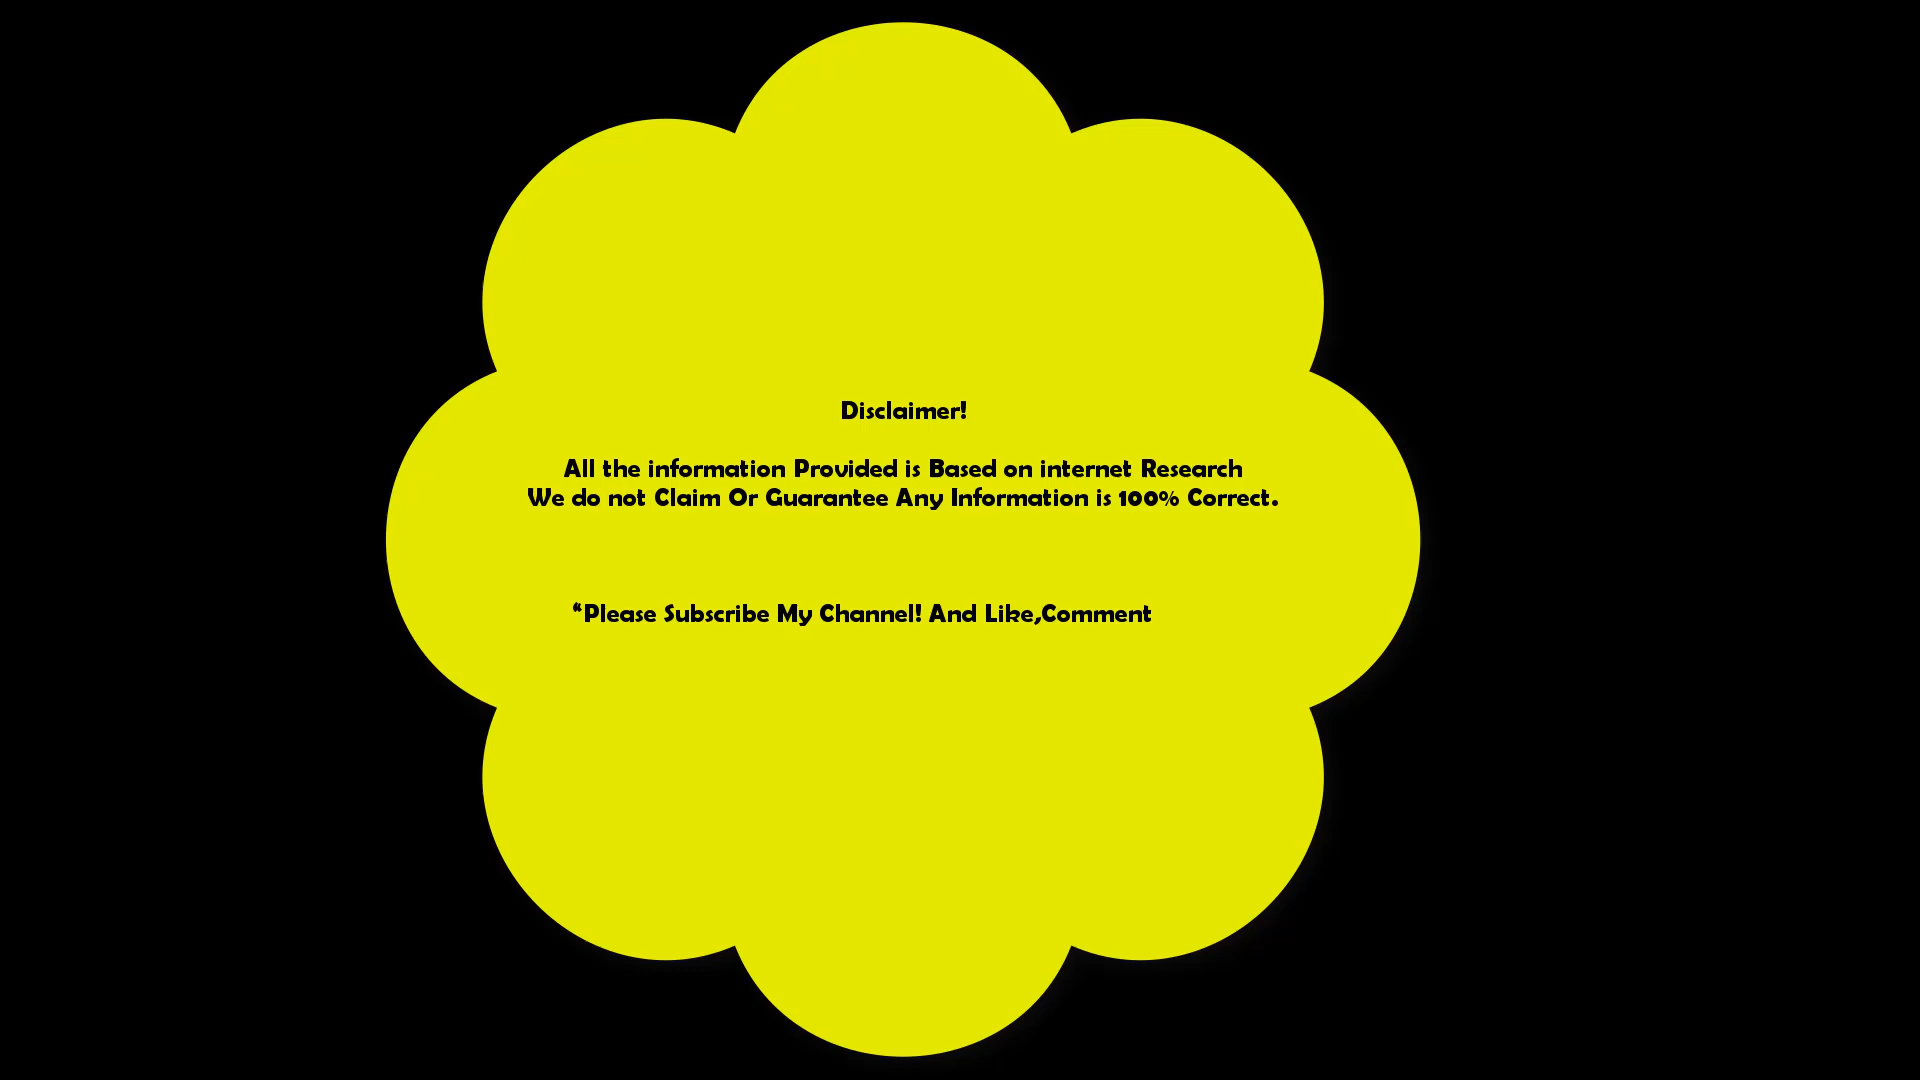 Disclaimer!
All the information Provided is Based on internet Research
We do not Claim Or Guarantee Any Information is 100% Correct.
“Please Subscribe My Channel! And Like,Comment